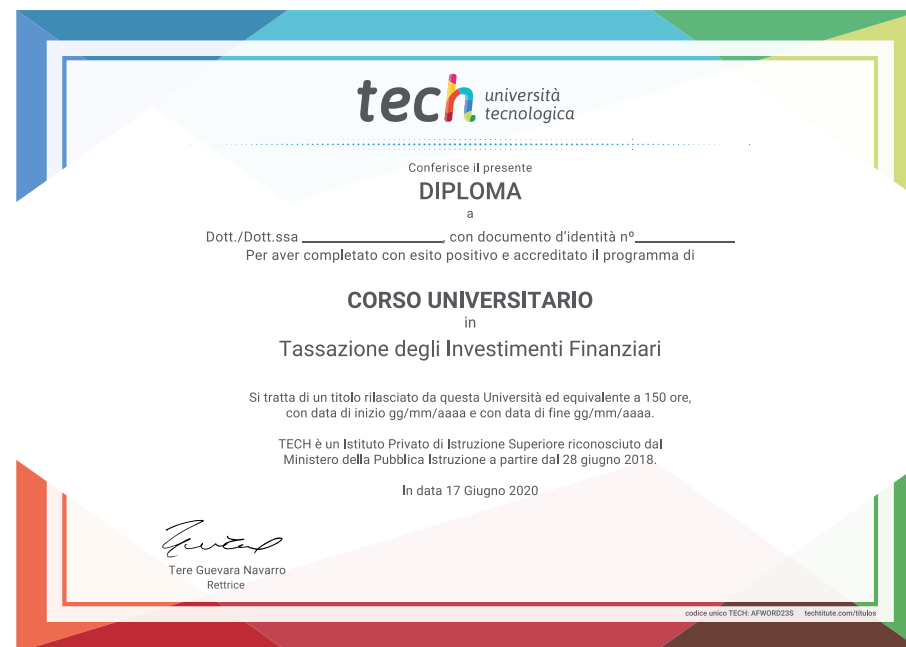 tech università
tecnologica
Conferisce il presente
DIPLOMA
a
Dott./Dott.ssa ____________, con documento d'identità nº____________
Per aver completato con esito positivo e accreditato il programma di
CORSO UNIVERSITARIO
in
Tassazione degli Investimenti Finanziari
Si tratta di un titolo rilasciato da questa Università ed equivalente a 150 ore,
con data di inizio gg/mm/aaaa e con data di fine gg/mm/aaaa.
TECH è un Istituto Privato di Istruzione Superiore riconosciuto dal
Ministero della Pubblica Istruzione a partire dal 28 giugno 2018.
In data 17 Giugno 2020
Tere Guevara Navarro
Rettrice
codice unico TECH: AFWORD23S techtitute.com/titulos